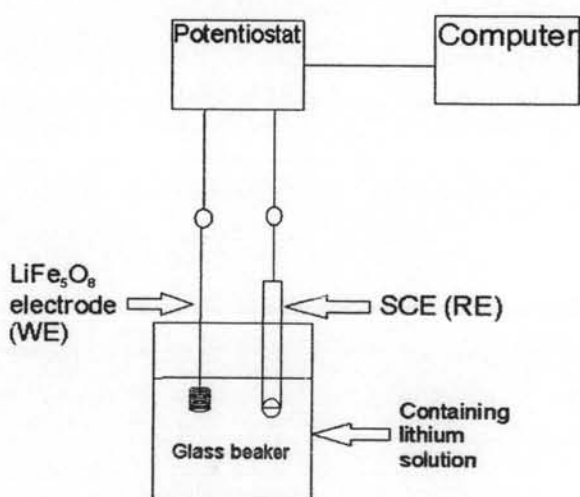 Potentiostat
Computer
LiFe₅O₈
electrode
(WE)
SCE (RE)
Containing
lithium
solution
Glass beaker